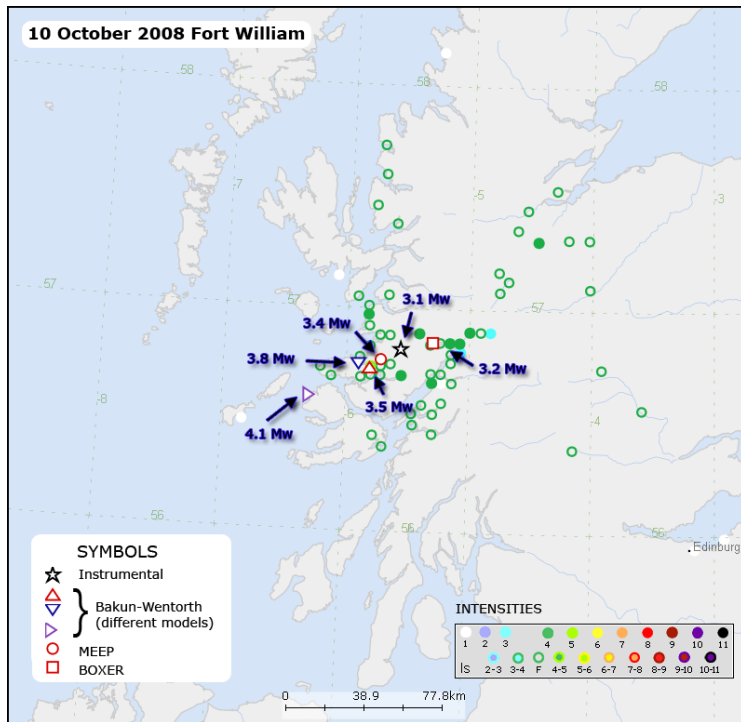 10 October 2008 Fort William
58
58
58
-7
-5
57
57
57
3.1 Mw
3.4 Mw
3.8 Mw
3.2 Mw
3.5 Mw
4.1 Mw
-8
-5
-4
56
56
56
Edinburg
SYMBOLS
Instrumental
Bakun-Wentorth
(different models)
MEEP
BOXER
INTENSITIES
1 2 3 4 5 6 7 8 9 10 11
Is 2-3 3-4 F 4-5 5-6 6-7 7-8 8-9 9-10 10-11
0 38.9 77.8km